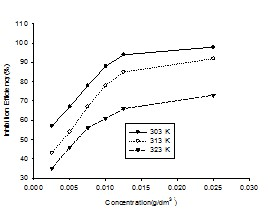 110
100
90
80
70
60
50
40
30
Inhibition Efficiency(%)
303 K
313 K
323 K
0.000 0.005 0.010 0.015 0.020 0.025 0.030
Concentration(g/dm³)